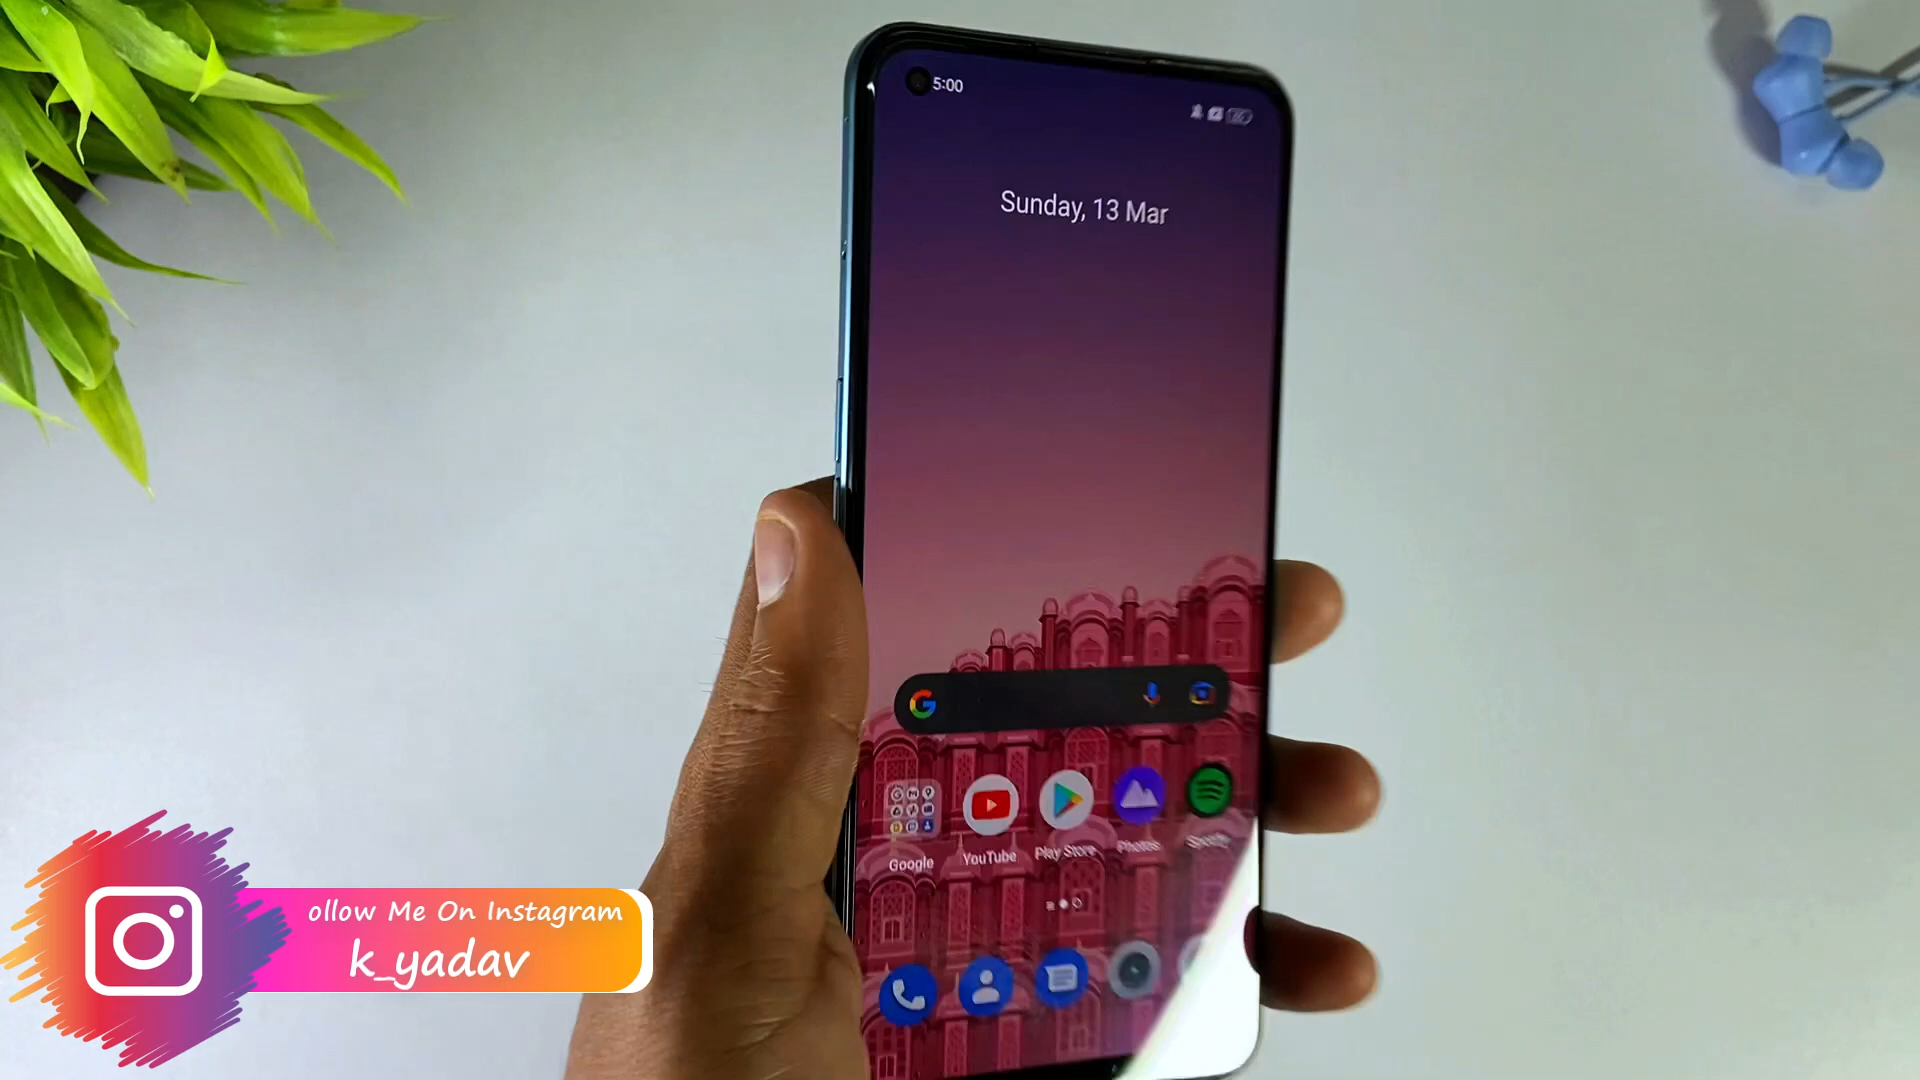 5:00
Sunday, 13 Mar
Google
YouTube
Play Store
Photos
ollow Me On Instagram
k_yadav